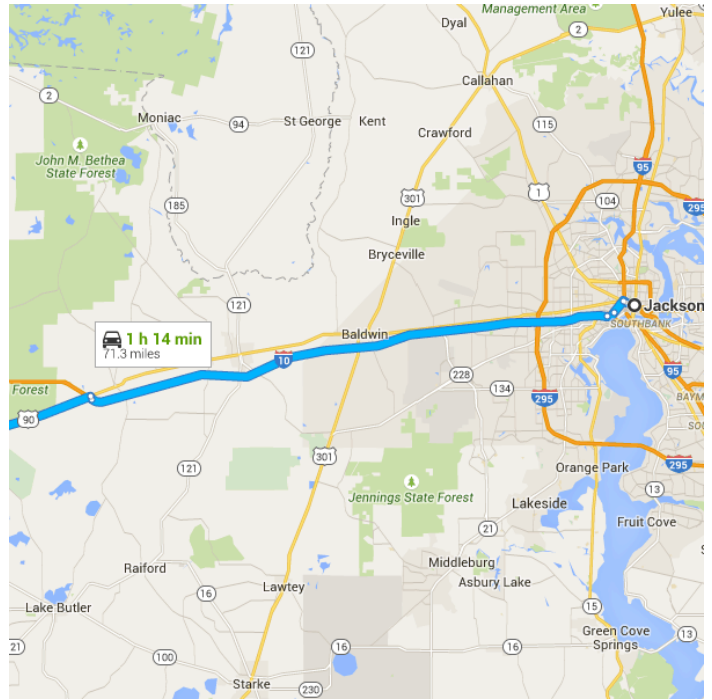 Management Area
Yulee
Dyal
2
121
Callahan
2
Moniac
94
St George
Kent
115
Crawford
John M. Bethea
State Forest
95
1
301
104
295
185
Ingle
Bryceville
121
Jackson
1 h 14 min
71.3 miles
Baldwin
SOUTHBANK
10
228
95
Forest
134
295
90
301
121
Orange Park
295
Jennings State Forest
13
Lakeside
21
Fruit Cove
Raiford
Middleburg
16
Lawtey
Asbury Lake
Lake Butler
15
Green Cove
Springs
13
21
100
16
16
Starke
230